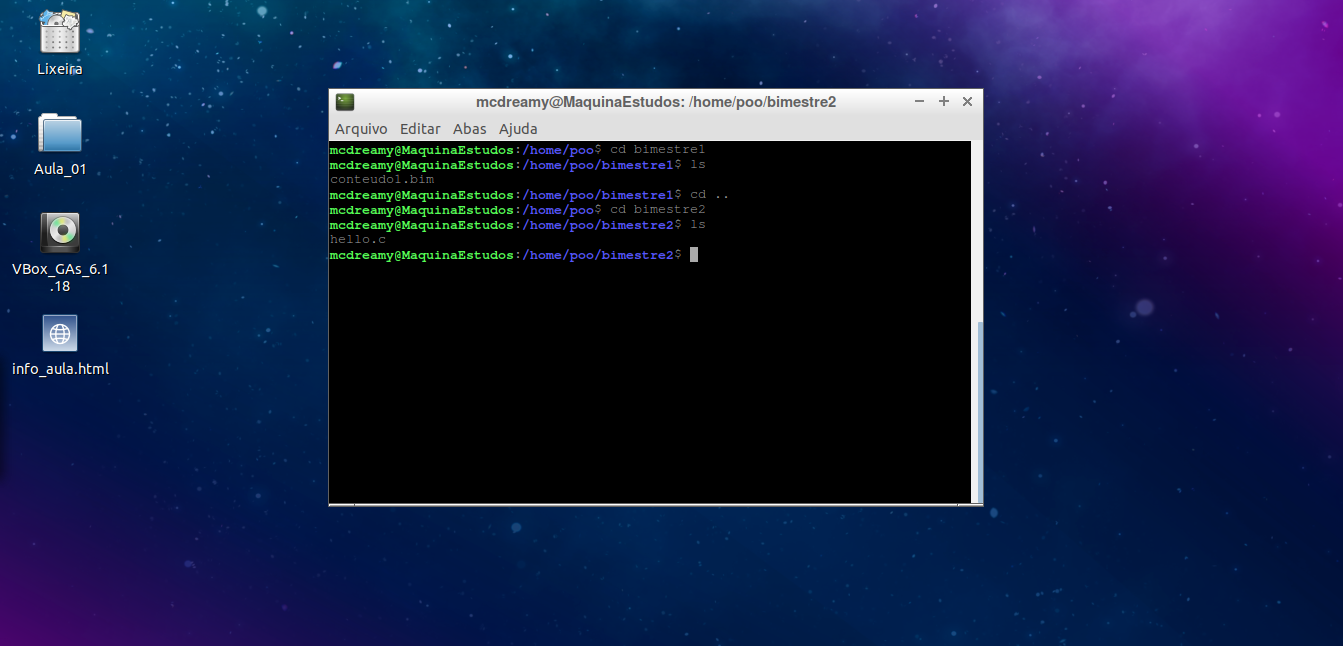 Lixeira
Aula_01
VBox_GAs_6.1
.18
info_aula.html
mcdreamy@MaquinaEstudos: /home/poo/bimestre2
Arquivo Editar Abas Ajuda
mcdreamy@MaquinaEstudos:/home/poo$ cd bimestre1
mcdreamy@MaquinaEstudos:/home/poo/bimestre1$ ls
conteudo1.bim
mcdreamy@MaquinaEstudos:/home/poo/bimestre1$ cd ..
mcdreamy@MaquinaEstudos:/home/poo$ cd bimestre2
mcdreamy@MaquinaEstudos:/home/poo/bimestre2$ ls
hello.c
mcdreamy@MaquinaEstudos:/home/poo/bimestre2$